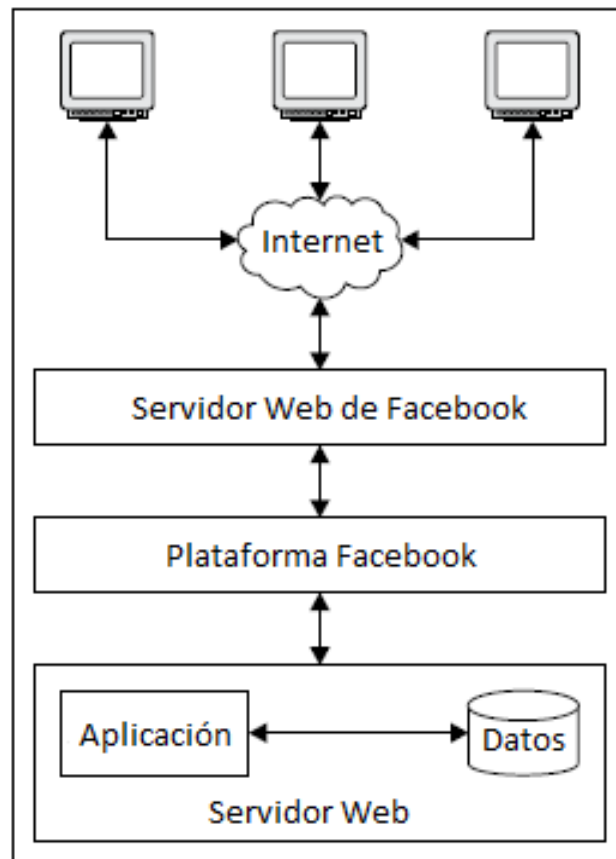 Internet
Servidor Web de Facebook
Plataforma Facebook
Aplicación
Datos
Servidor Web